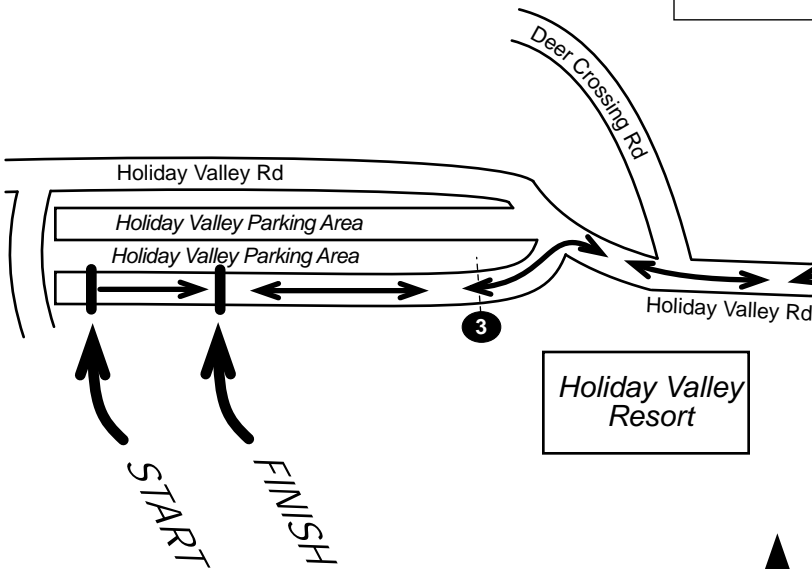 Deer Crossing Rd
Holiday Valley Rd
Holiday Valley Parking Area
Holiday Valley Parking Area
Holiday Valley Rd
3
Holiday Valley
Resort
START
FINISH